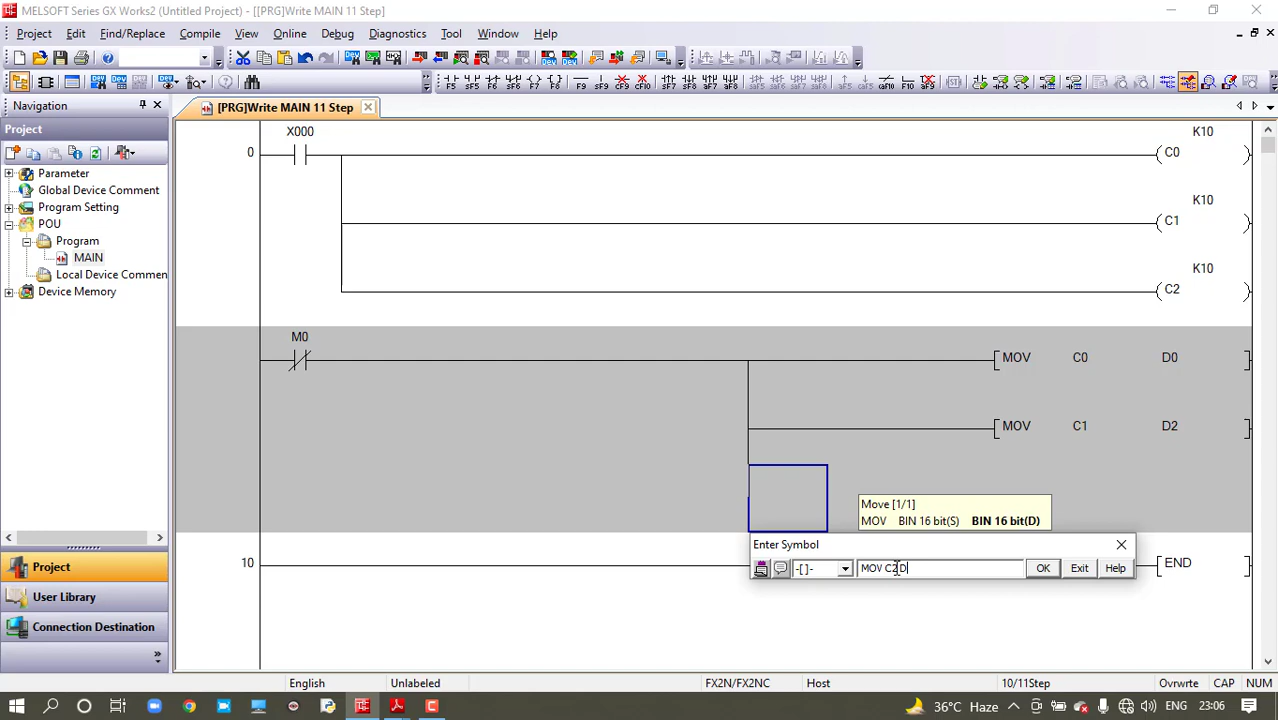 MELSOFT Series GX Works2 (Untitled Project) - [[PRG]Write MAIN 11 Step]
Project Edit Find/Replace Compile View Online Debug Diagnostics Tool Window Help
Navigation
[PRG]Write MAIN 11 Step
Project
Parameter
Global Device Comment
Program Setting
POU
Program
MAIN
Local Device Commen
Device Memory
Project
User Library
Connection Destination
X000 K10
0 C0
K10
C1
K10
C2
M0
MOV C0 D0
MOV C1 D2
Move [1/1]
MOV BIN 16 bit(S) BIN 16 bit(D)
Enter Symbol
-[ ]- MOV C2 D OK Exit Help
10 END
English Unlabeled FX2N/FX2NC Host 10/11Step Ovrwrte CAP NUM
36°C Haze ENG 23:06